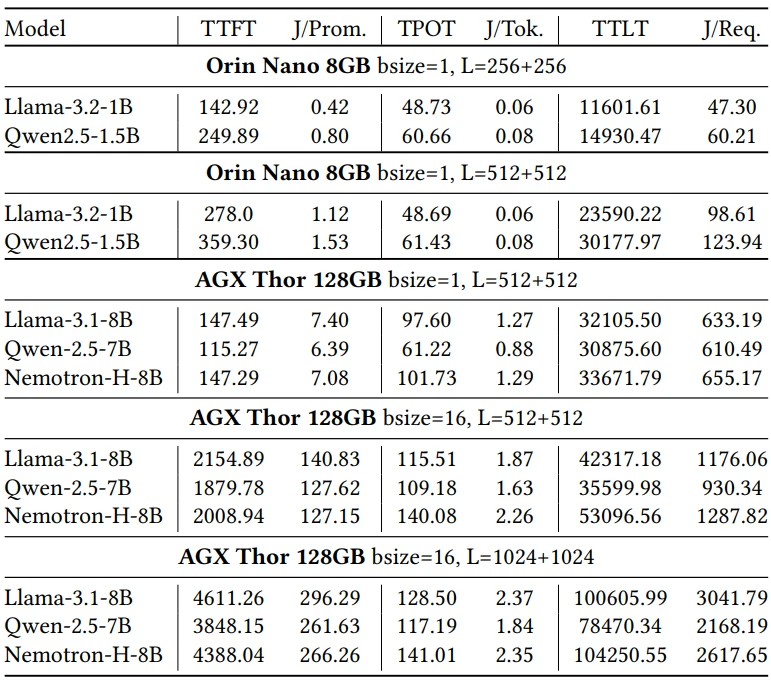 Model TTFT J/Prom. TPOT J/Tok. TTLT J/Req.
Orin Nano 8GB bsize=1, L=256+256
Llama-3.2-1B 142.92 0.42 48.73 0.06 11601.61 47.30
Qwen2.5-1.5B 249.89 0.80 60.66 0.08 14930.47 60.21
Orin Nano 8GB bsize=1, L=512+512
Llama-3.2-1B 278.0 1.12 48.69 0.06 23590.22 98.61
Qwen2.5-1.5B 359.30 1.53 61.43 0.08 30177.97 123.94
AGX Thor 128GB bsize=1, L=512+512
Llama-3.1-8B 147.49 7.40 97.60 1.27 32105.50 633.19
Qwen-2.5-7B 115.27 6.39 61.22 0.88 30875.60 610.49
Nemotron-H-8B 147.29 7.08 101.73 1.29 33671.79 655.17
AGX Thor 128GB bsize=16, L=512+512
Llama-3.1-8B 2154.89 140.83 115.51 1.87 42317.18 1176.06
Qwen-2.5-7B 1879.78 127.62 109.18 1.63 35599.98 930.34
Nemotron-H-8B 2008.94 127.15 140.08 2.26 53096.56 1287.82
AGX Thor 128GB bsize=16, L=1024+1024
Llama-3.1-8B 4611.26 296.29 128.50 2.37 100605.99 3041.79
Qwen-2.5-7B 3848.15 261.63 117.19 1.84 78470.34 2168.19
Nemotron-H-8B 4388.04 266.26 141.01 2.35 104250.55 2617.65